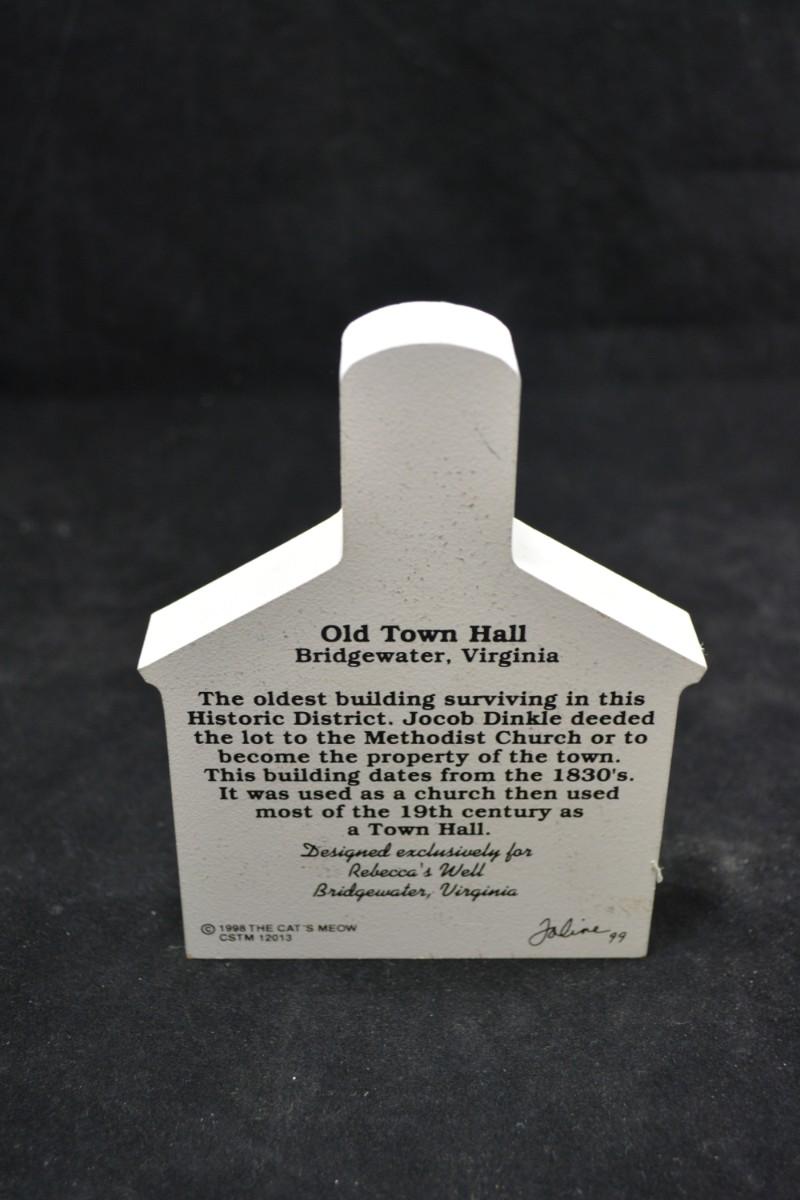 Old Town Hall
Bridgewater, Virginia
The oldest building surviving in this
Historic District. Jocob Dinkle deeded
the lot to the Methodist Church or to
become the property of the town.
This building dates from the 1830's.
It was used as a church then used
most of the 19th century as
a Town Hall.
Designed exclusively for
Rebecca's Well
Bridgewater, Virginia
© 1998 THE CAT'S MEOW
CSTM 12013
Faline 99